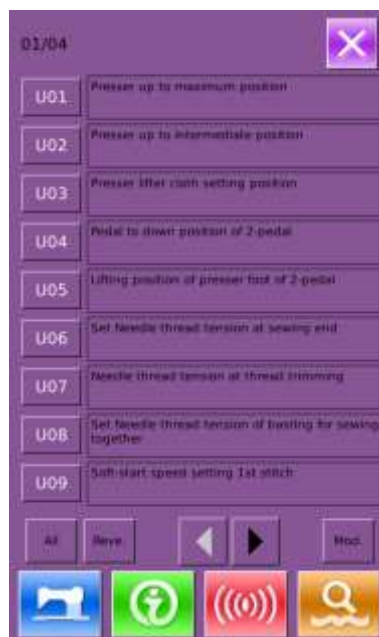 01/04
U01 Presser up to maximum position
U02 Presser up to intermediate position
U03 Presser lifter cloth setting position
U04 Pedal to down position of 2-pedal
U05 Lifting position of presser foot of 2-pedal
U06 Set Needle thread tension at sewing end
U07 Needle thread tension at thread trimming
U08 Set Needle thread tension of basting for sewing
together
U09 Soft-start speed setting 1st stitch
All Reve Mod.